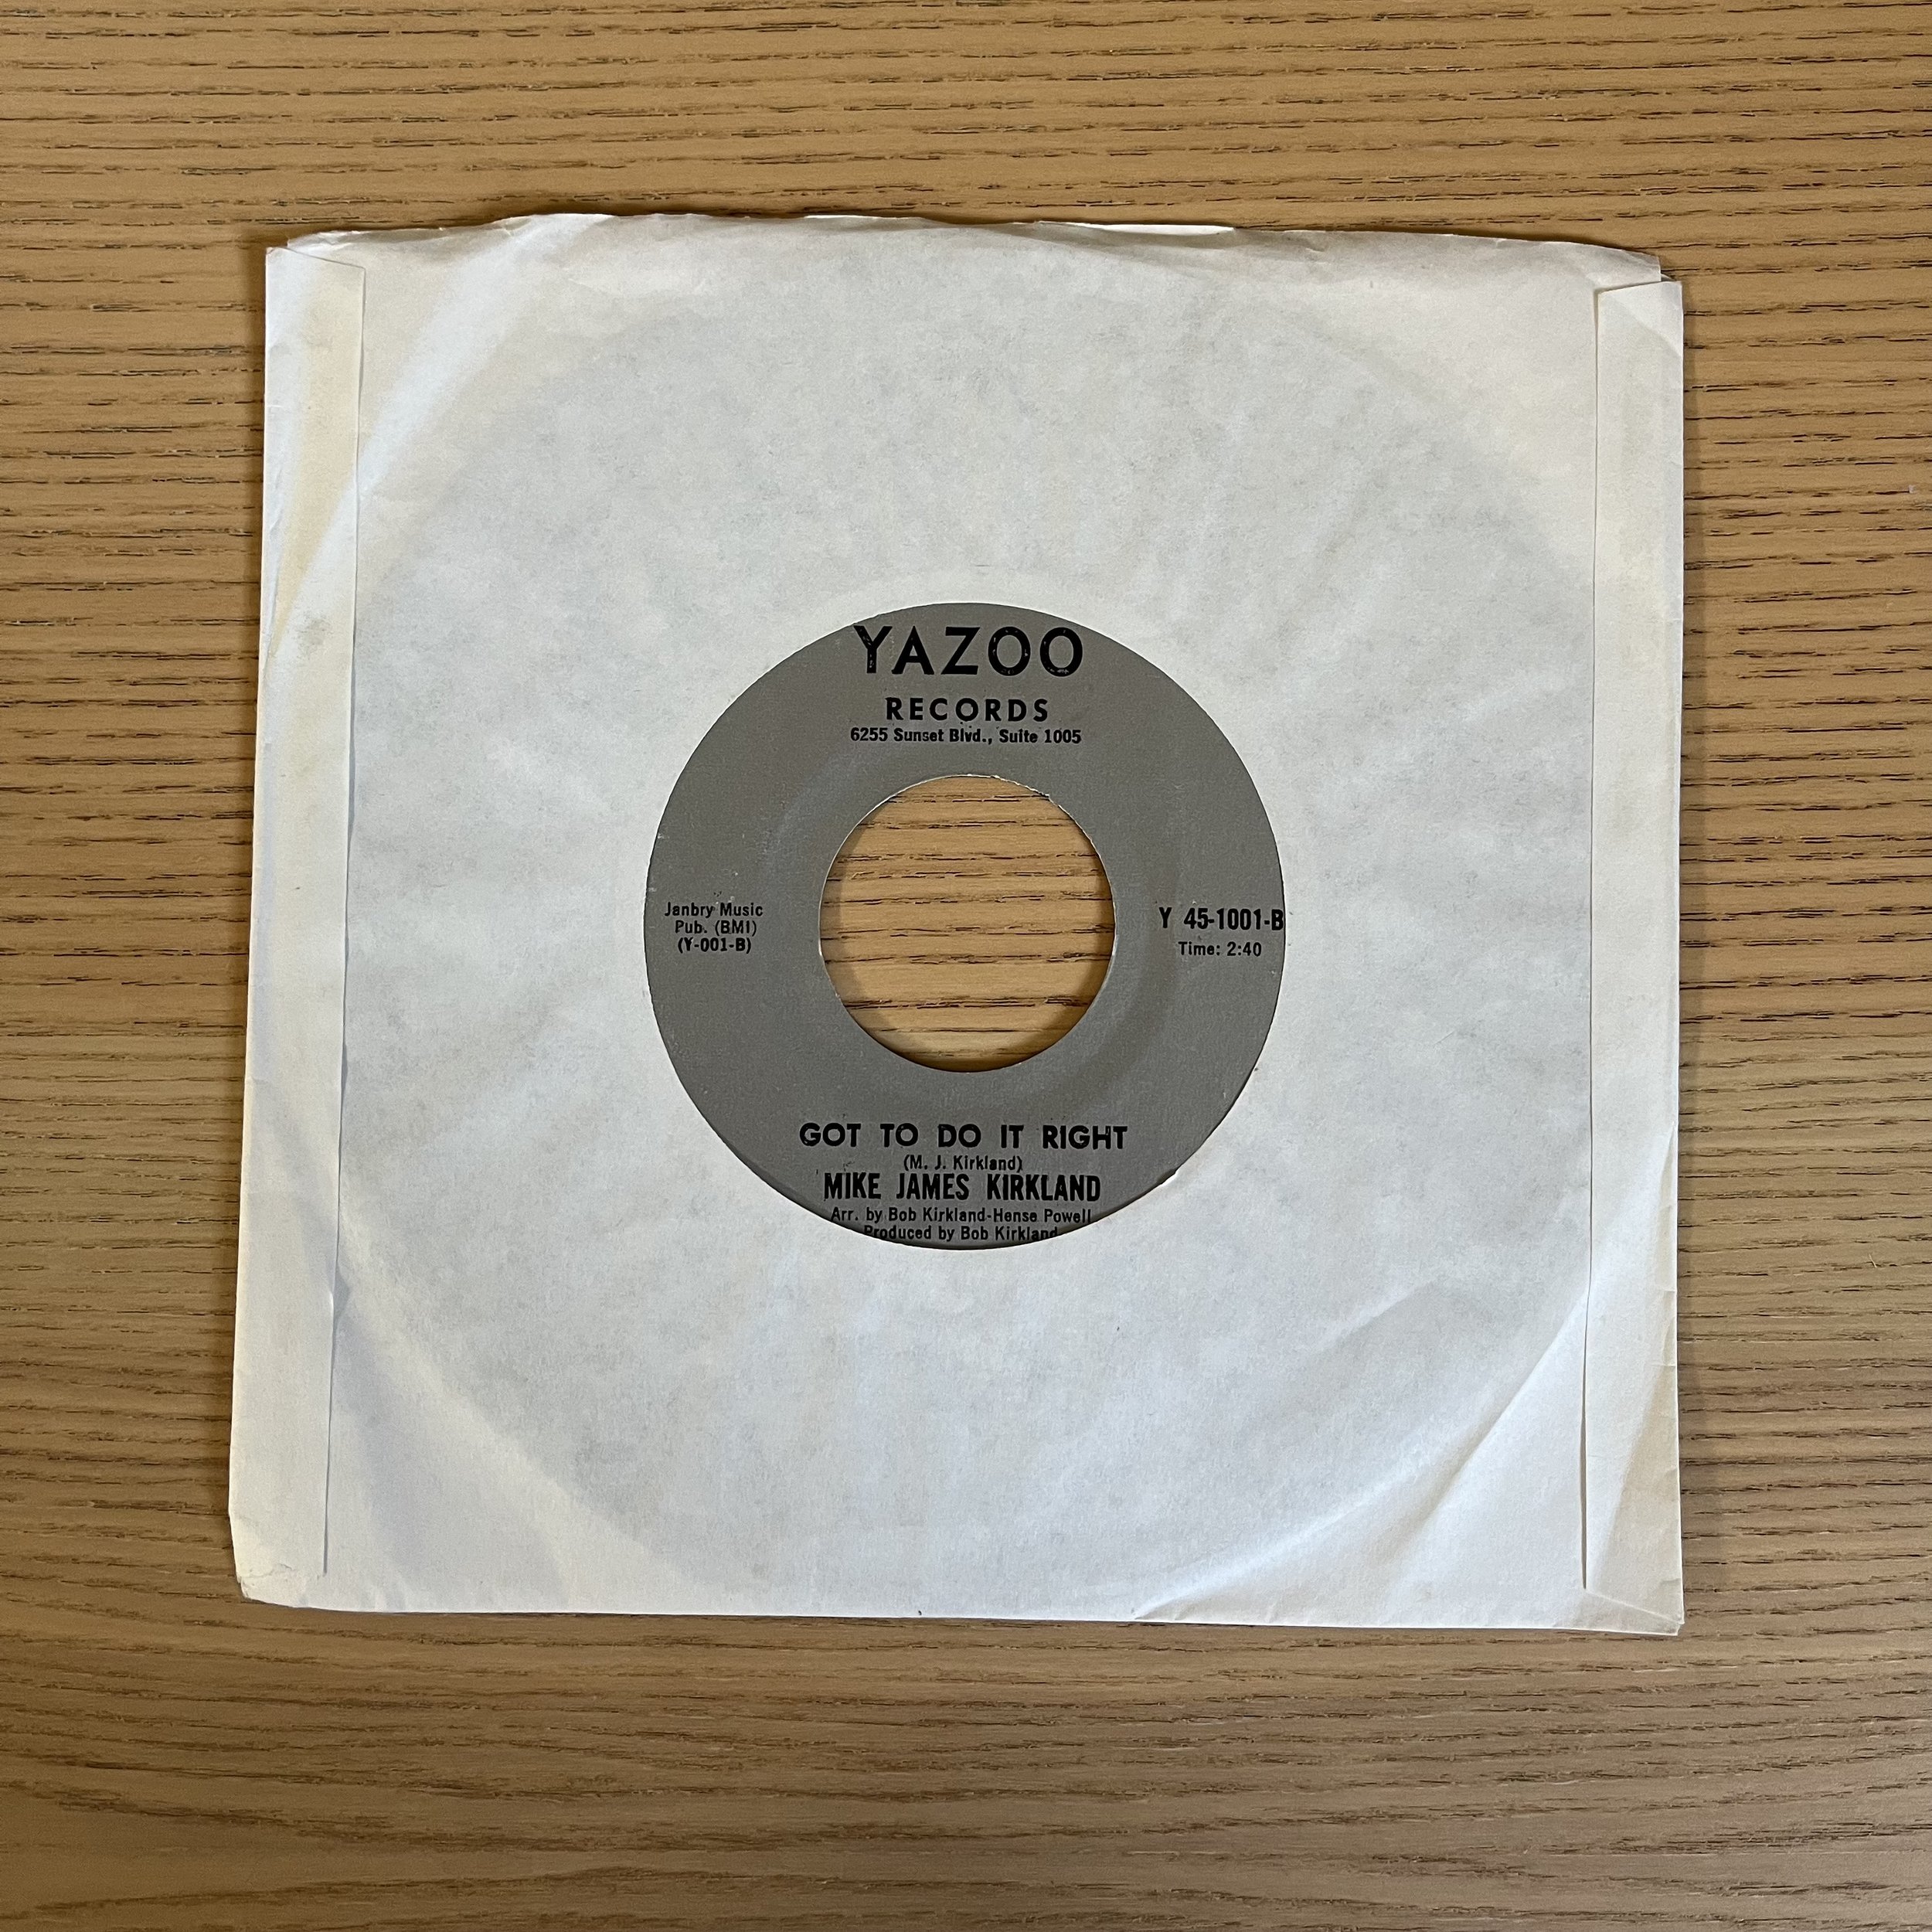 YAZOO
RECORDS
6255 Sunset Blvd., Suite 1005
Janbry Music
Pub. (BMI)
(Y-001-B)
Y 45-1001-B
Time: 2:40
GOT TO DO IT RIGHT
(M. J. Kirkland)
MIKE JAMES KIRKLAND
Arr. by Bob Kirkland-Hense Powell
Produced by Bob Kirkland